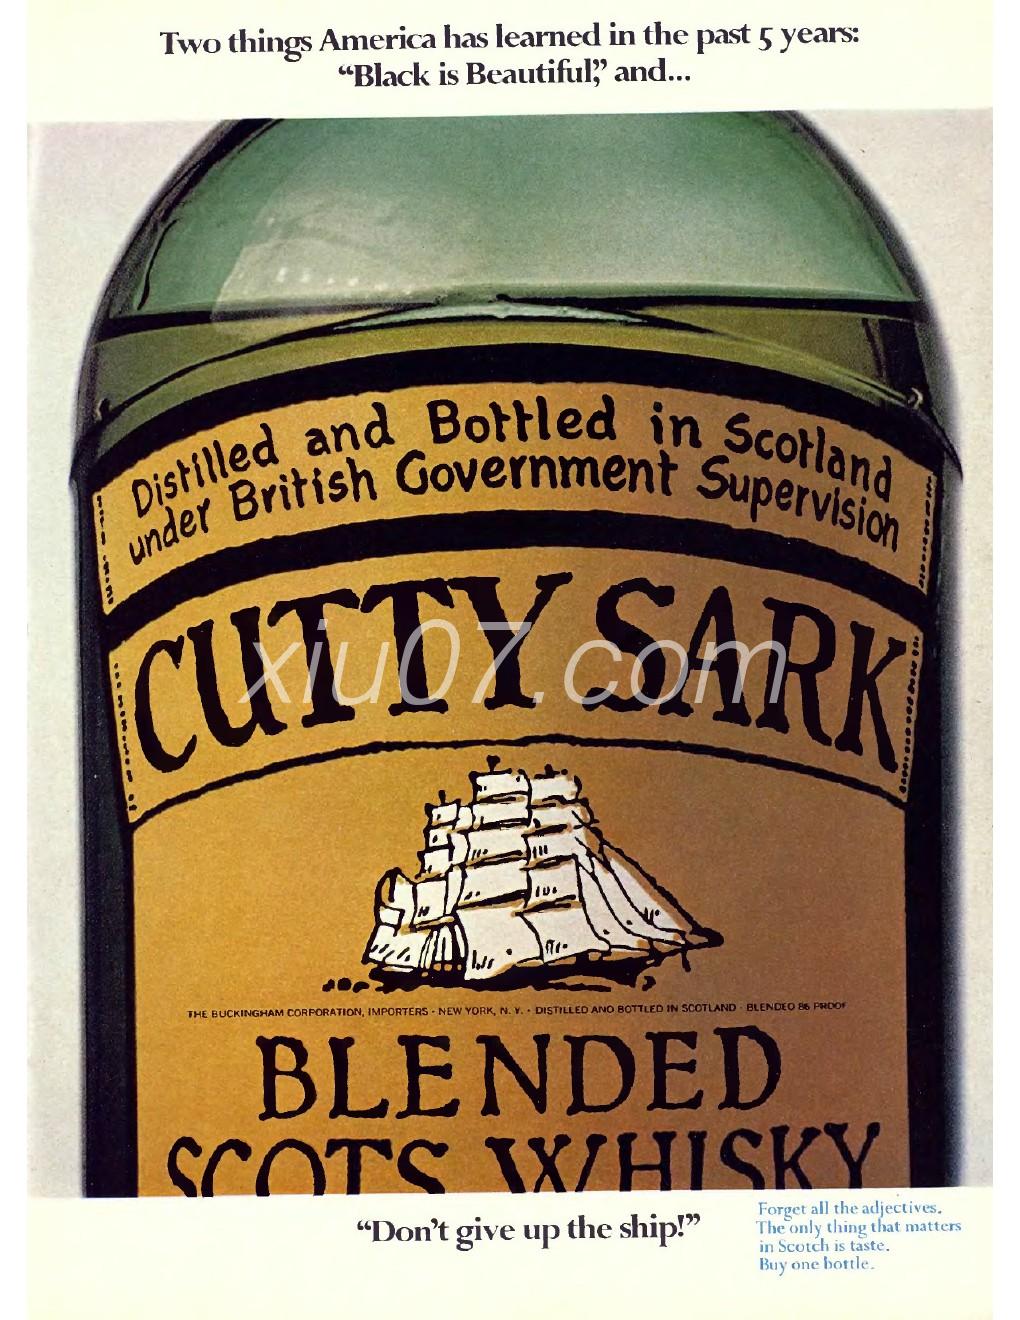 Two things America has learned in the past 5 years:
“Black is Beautiful,” and...
Distilled and Bottled in Scotland
under British Government Supervision
CUTTY SARK
xiu07.com
THE BUCKINGHAM CORPORATION, IMPORTERS · NEW YORK, N. Y. · DISTILLED AND BOTTLED IN SCOTLAND · BLENDED 86 PROOF
BLENDED
SCOTS WHISKY
“Don’t give up the ship!”
Forget all the adjectives.
The only thing that matters
in Scotch is taste.
Buy one bottle.